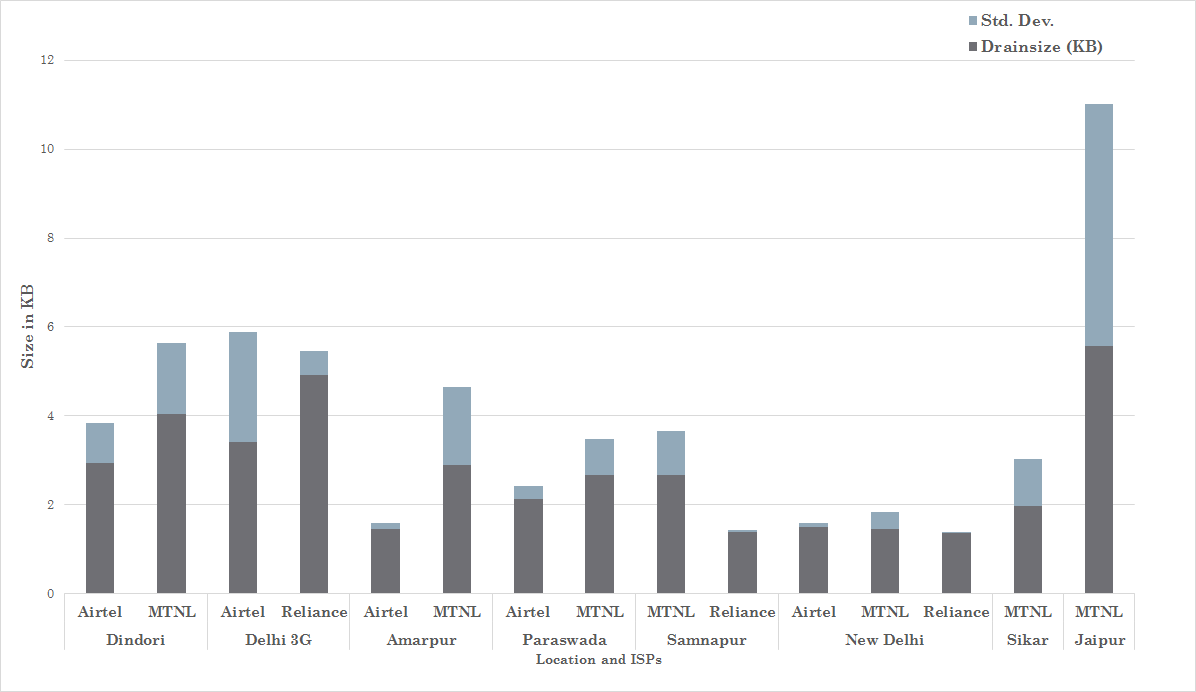 Std. Dev.
Drainsize (KB)
12
10
8
6
4
2
0
Size in KB
Airtel MTNL Airtel Reliance Airtel MTNL Airtel MTNL MTNL Reliance Airtel MTNL Reliance MTNL MTNL
Dindori Delhi 3G Amarpur Paraswada Samnapur New Delhi Sikar Jaipur
Location and ISPs